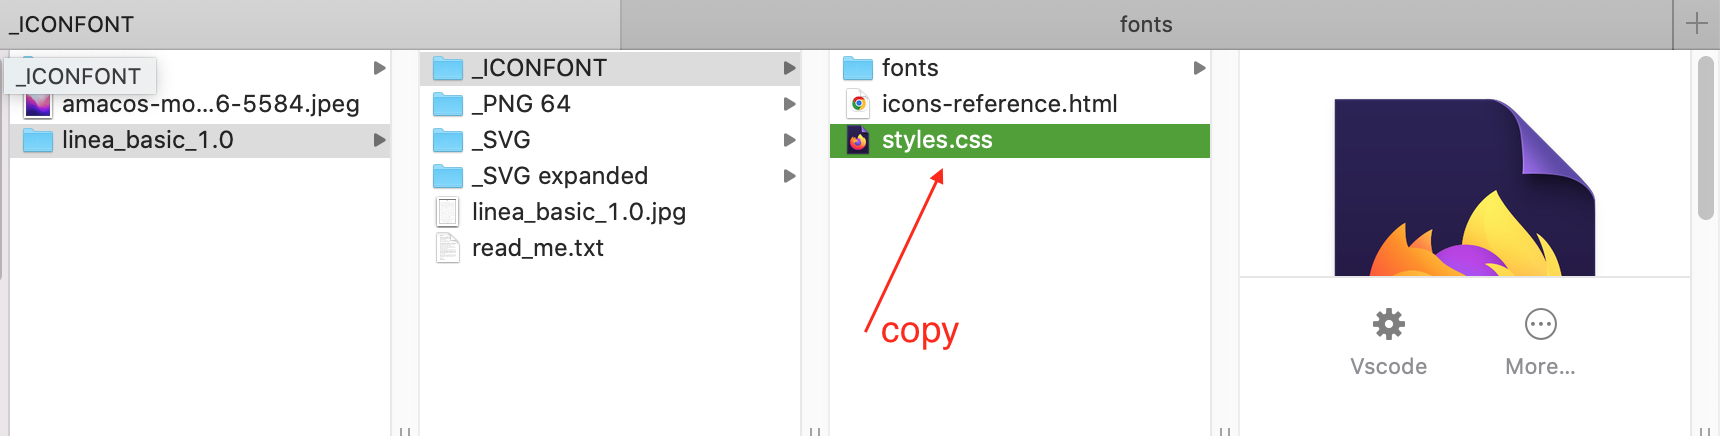 _ICONFONT
fonts
_ICONFONT
amacos-mo...6-5584.jpeg
linea_basic_1.0
_ICONFONT
_PNG 64
_SVG
_SVG expanded
linea_basic_1.0.jpg
read_me.txt
fonts
icons-reference.html
styles.css
copy
Vscode
More...